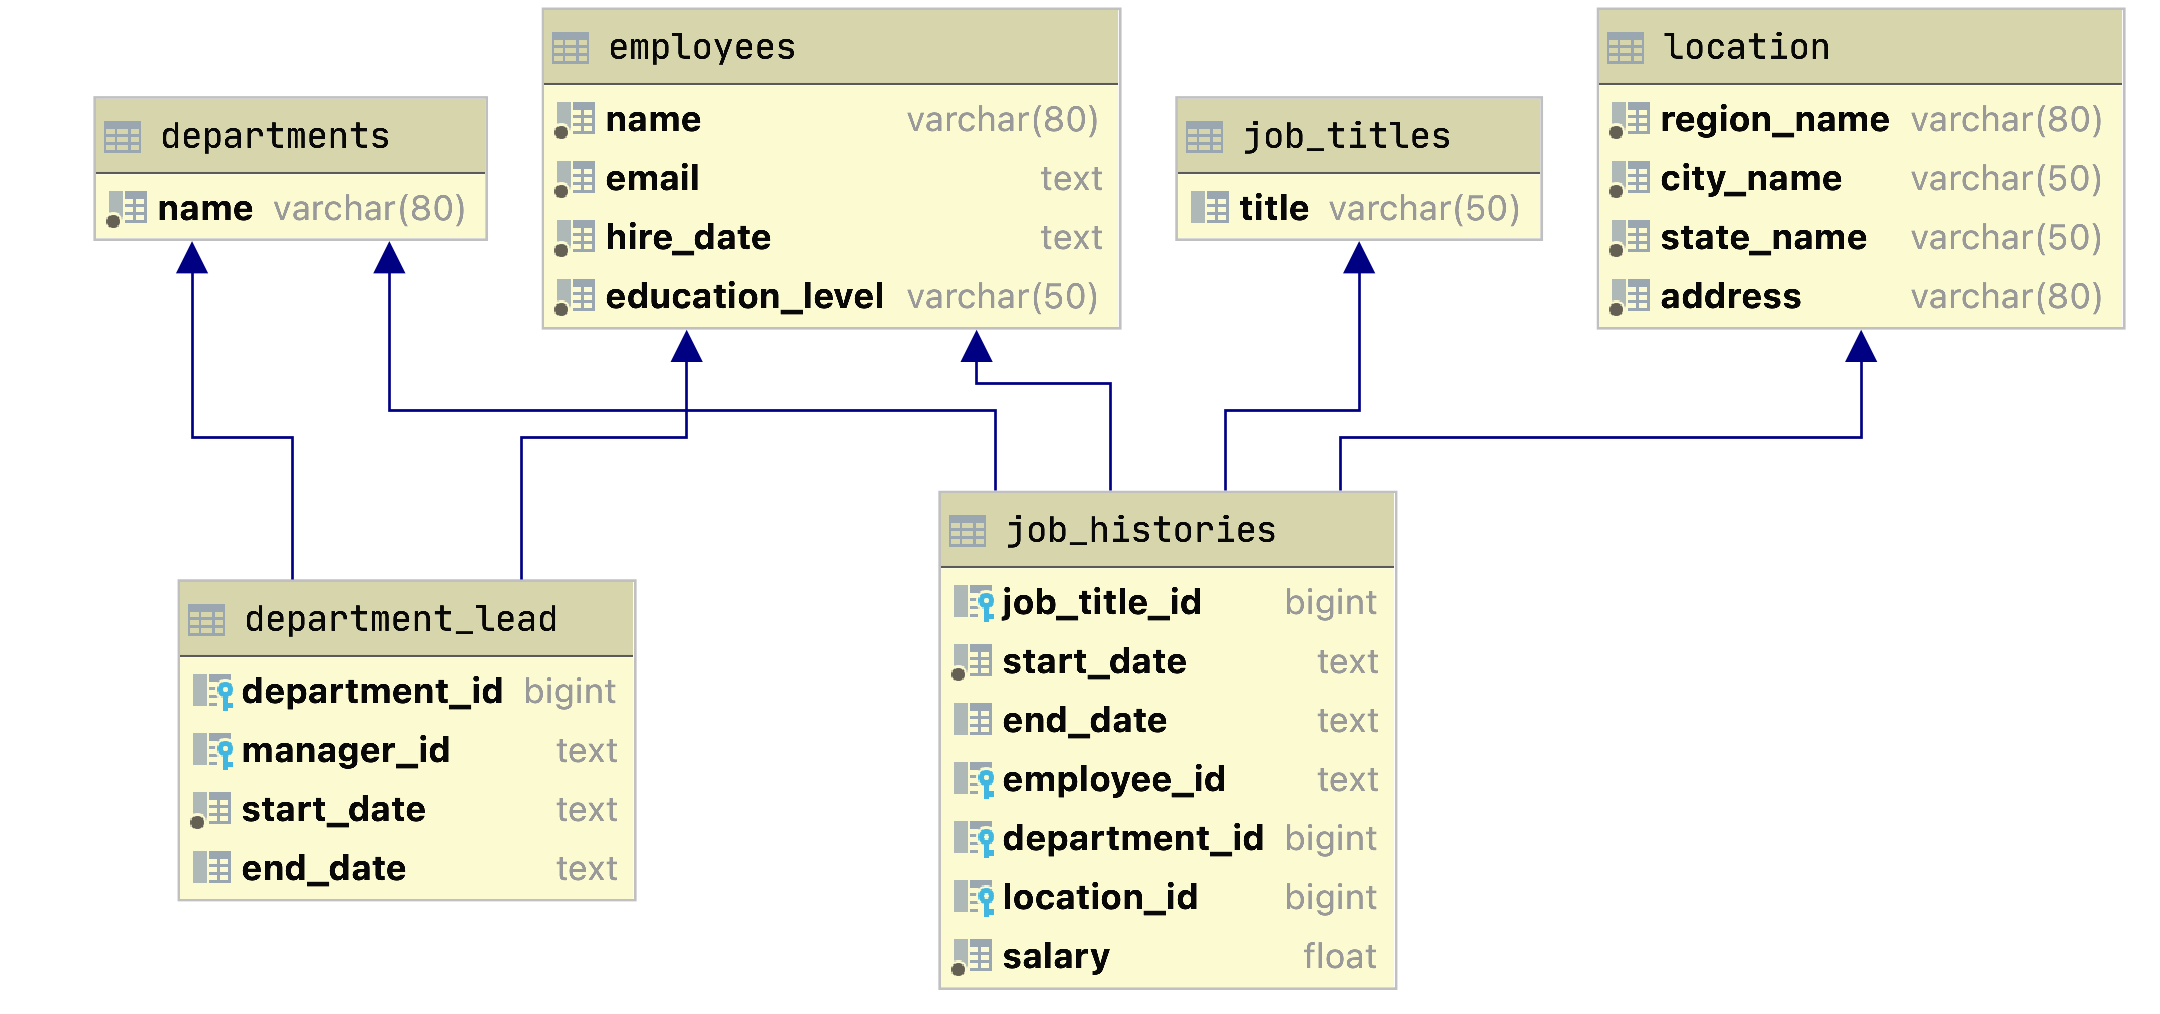 departments
name varchar(80)
employees
name varchar(80)
email text
hire_date text
education_level varchar(50)
job_titles
title varchar(50)
location
region_name varchar(80)
city_name varchar(50)
state_name varchar(50)
address varchar(80)
department_lead
department_id bigint
manager_id text
start_date text
end_date text
job_histories
job_title_id bigint
start_date text
end_date text
employee_id text
department_id bigint
location_id bigint
salary float